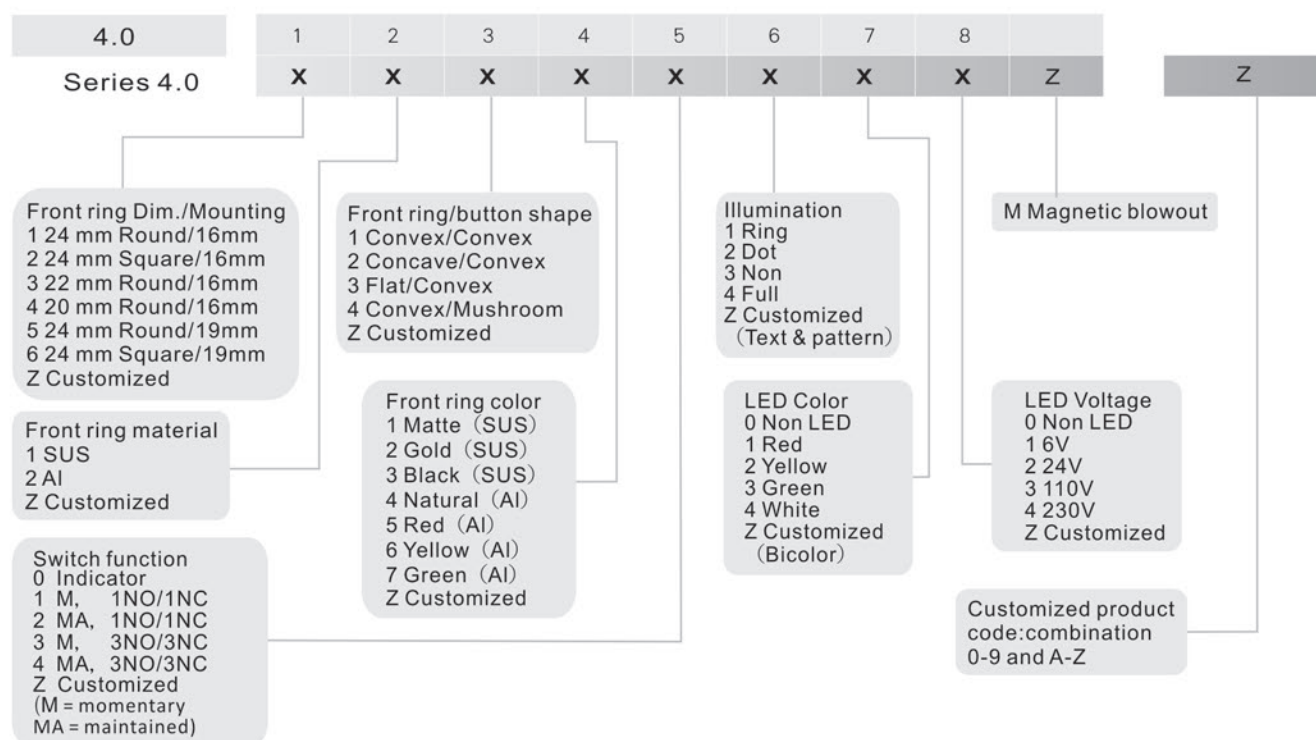 4.0 1 2 3 4 5 6 7 8
Series 4.0 X X X X X X X X Z Z
Front ring Dim./Mounting
1 24 mm Round/16mm
2 24 mm Square/16mm
3 22 mm Round/16mm
4 20 mm Round/16mm
5 24 mm Round/19mm
6 24 mm Square/19mm
Z Customized
Front ring material
1 SUS
2 Al
Z Customized
Switch function
0 Indicator
1 M, 1NO/1NC
2 MA, 1NO/1NC
3 M, 3NO/3NC
4 MA, 3NO/3NC
Z Customized
(M = momentary
MA = maintained)
Front ring/button shape
1 Convex/Convex
2 Concave/Convex
3 Flat/Convex
4 Convex/Mushroom
Z Customized
Front ring color
1 Matte（SUS）
2 Gold（SUS）
3 Black（SUS）
4 Natural（Al）
5 Red（Al）
6 Yellow（Al）
7 Green（Al）
Z Customized
Illumination
1 Ring
2 Dot
3 Non
4 Full
Z Customized
（Text & pattern）
LED Color
0 Non LED
1 Red
2 Yellow
3 Green
4 White
Z Customized
（Bicolor）
M Magnetic blowout
LED Voltage
0 Non LED
1 6V
2 24V
3 110V
4 230V
Z Customized
Customized product
code:combination
0-9 and A-Z